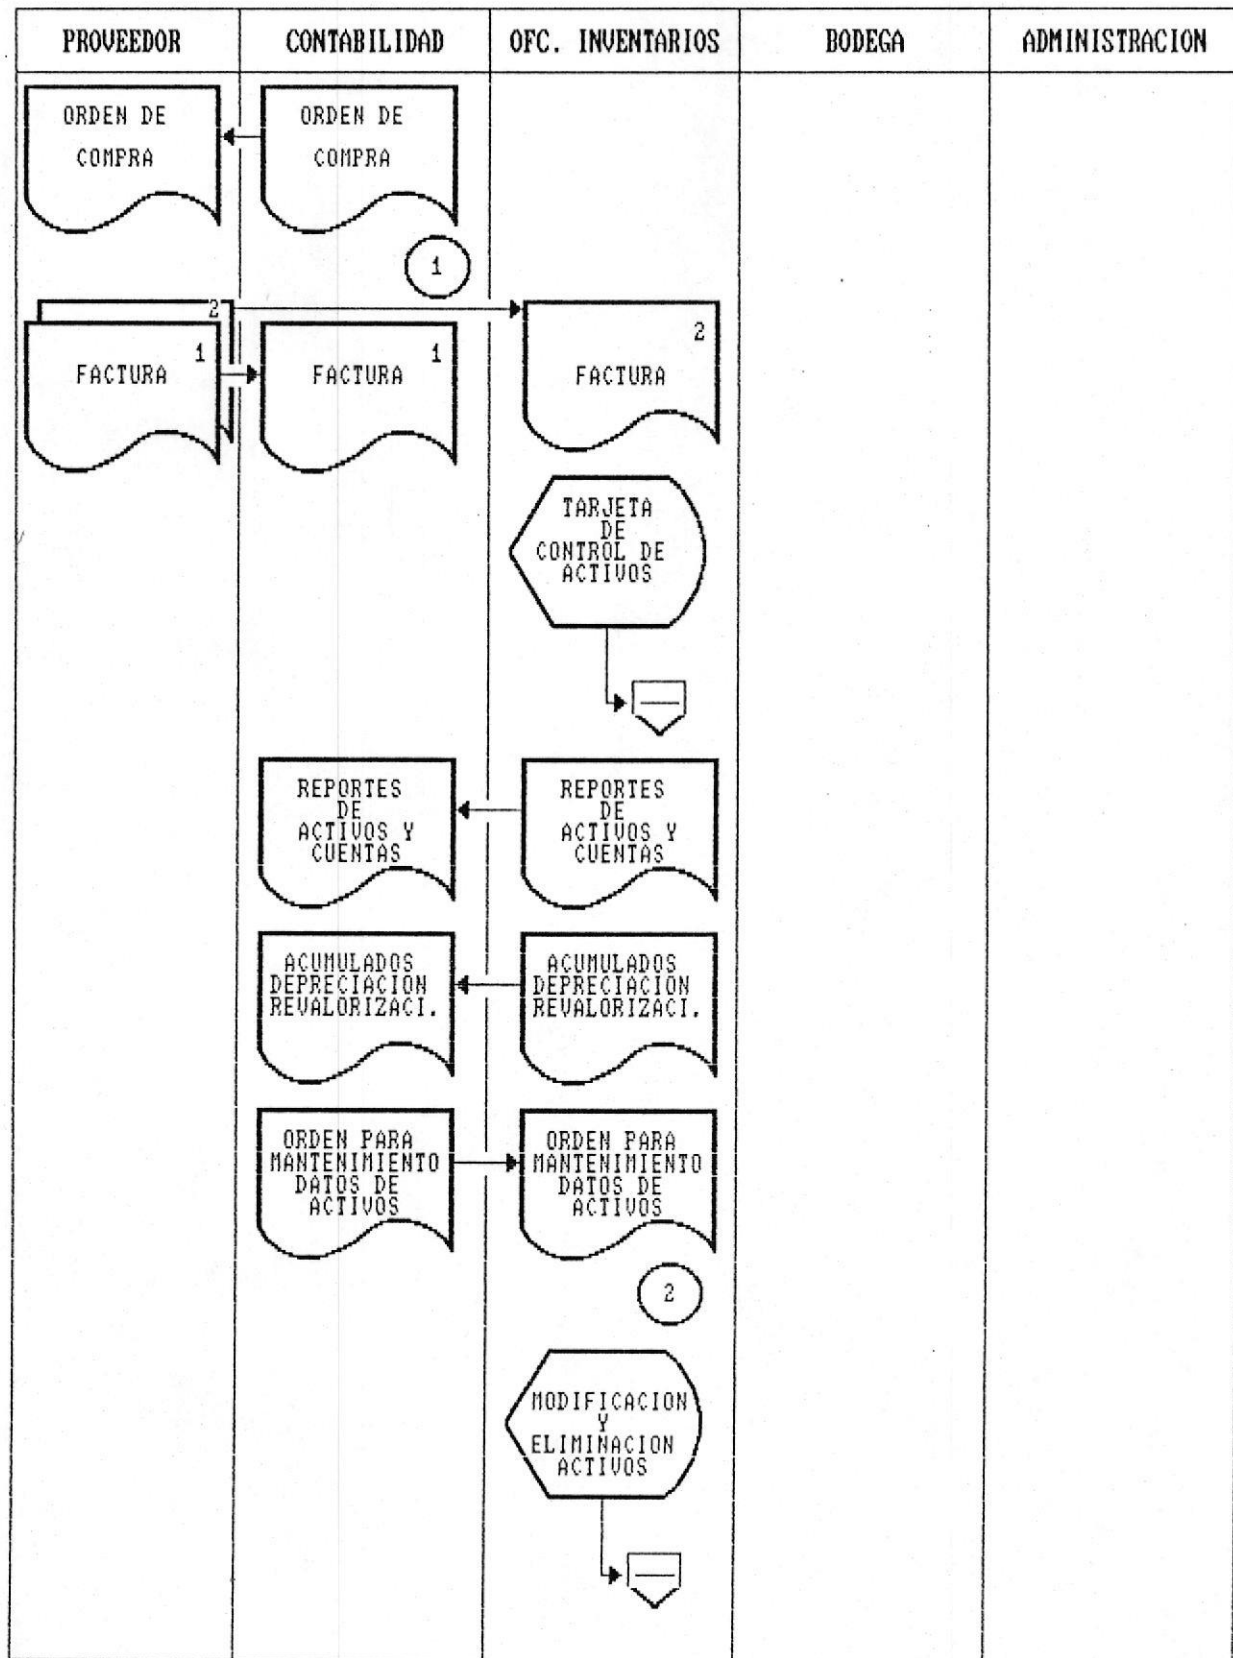 PROVEEDOR CONTABILIDAD OFC. INVENTARIOS BODEGA ADMINISTRACION
ORDEN DE
COMPRA
ORDEN DE
COMPRA
1
2
1
FACTURA
1
FACTURA
2
FACTURA
TARJETA
DE
CONTROL DE
ACTIVOS
REPORTES
DE
ACTIVOS Y
CUENTAS
REPORTES
DE
ACTIVOS Y
CUENTAS
ACUMULADOS
DEPRECIACION
REVALORIZACI.
ACUMULADOS
DEPRECIACION
REVALORIZACI.
ORDEN PARA
MANTENIMIENTO
DATOS DE
ACTIVOS
ORDEN PARA
MANTENIMIENTO
DATOS DE
ACTIVOS
2
MODIFICACION
Y
ELIMINACION
ACTIVOS